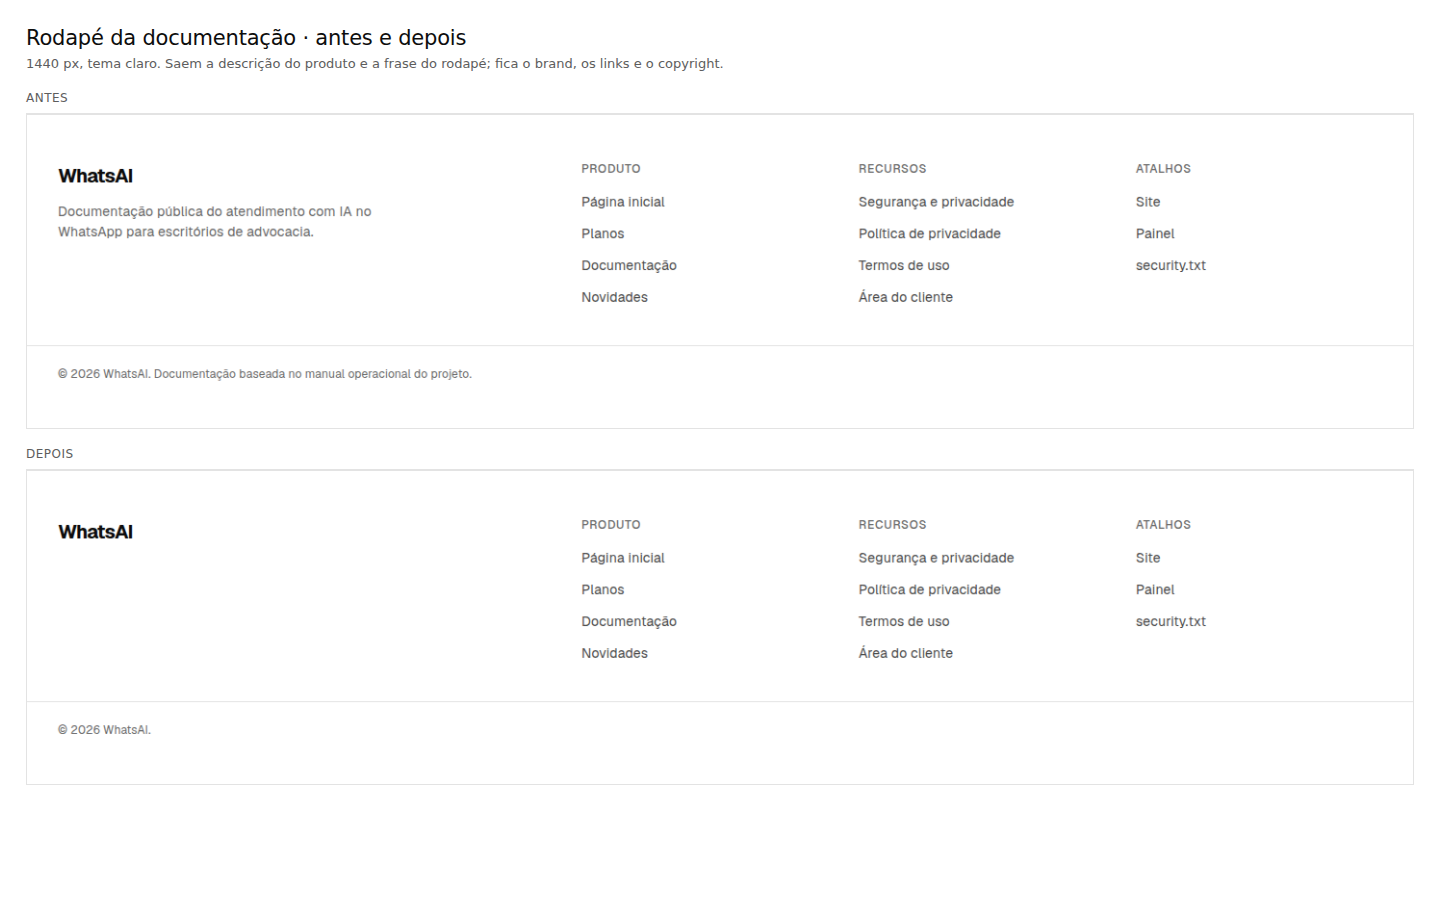 Rodapé da documentação · antes e depois
1440 px, tema claro. Saem a descrição do produto e a frase do rodapé; fica o brand, os links e o copyright.
ANTES
WhatsAI
Documentação pública do atendimento com IA no
WhatsApp para escritórios de advocacia.
PRODUTO
Página inicial
Planos
Documentação
Novidades
RECURSOS
Segurança e privacidade
Política de privacidade
Termos de uso
Área do cliente
ATALHOS
Site
Painel
security.txt
© 2026 WhatsAI. Documentação baseada no manual operacional do projeto.
DEPOIS
WhatsAI
PRODUTO
Página inicial
Planos
Documentação
Novidades
RECURSOS
Segurança e privacidade
Política de privacidade
Termos de uso
Área do cliente
ATALHOS
Site
Painel
security.txt
© 2026 WhatsAI.